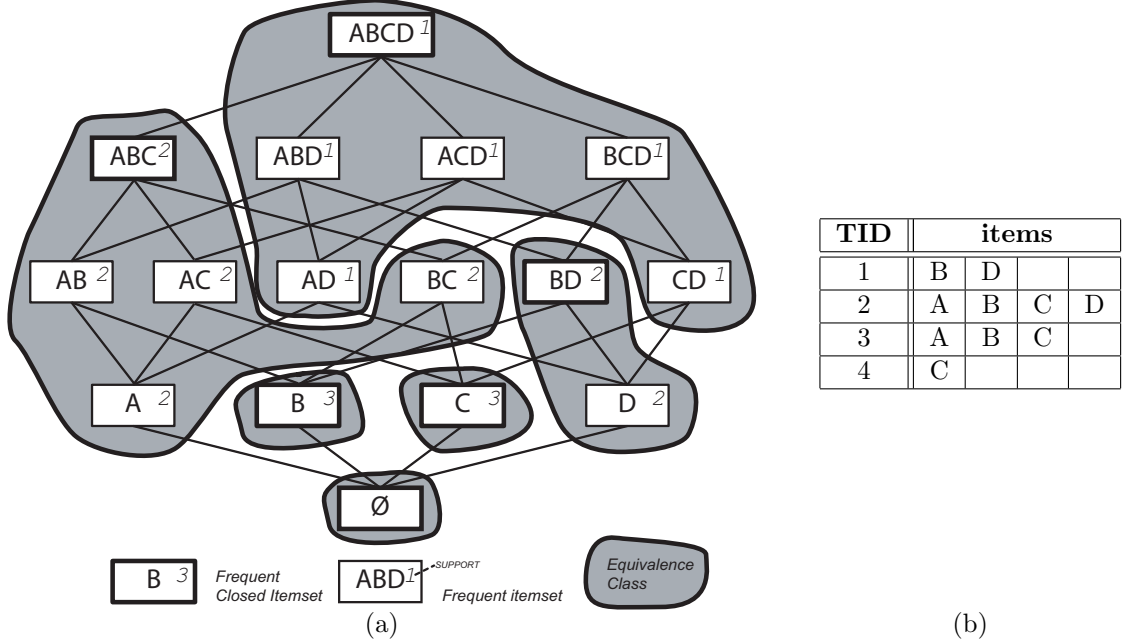 ABCD 1
ABC 2 ABD 1 ACD 1 BCD 1
AB 2 AC 2 AD 1 BC 2 BD 2 CD 1
A 2 B 3 C 3 D 2
Ø
B 3 Frequent Closed Itemset
ABD 1 SUPPORT Frequent itemset
Equivalence Class
(a)
TID items
1 B D
2 A B C D
3 A B C
4 C
(b)